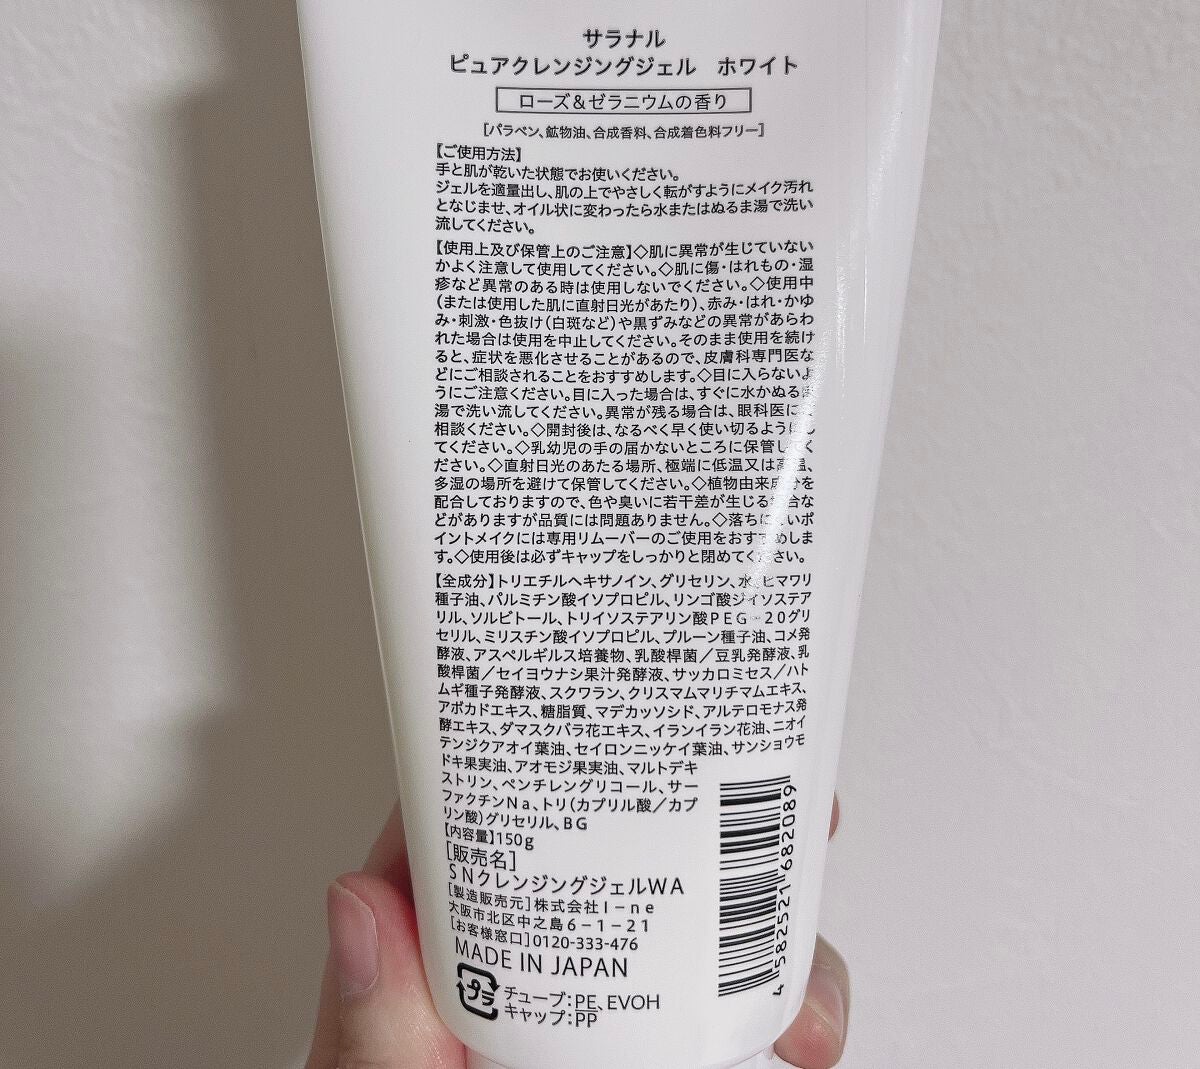 サラナル
ピュアクレンジングジェル ホワイト
ローズ&ゼラニウムの香り
[パラベン、鉱物油、合成香料、合成着色料フリー]
【ご使用方法】
手と肌が乾いた状態でお使いください。
ジェルを適量出し、肌の上でやさしく転がすようにメイク汚れ
となじませ、オイル状に変わったら水またはぬるま湯で洗い
流してください。
【使用上及び保管上のご注意】◇肌に異常が生じていない
かよく注意して使用してください。◇肌に傷・はれもの・湿
疹など異常のある時は使用しないでください。◇使用中
(または使用した肌に直射日光があたり)、赤み・はれ・かゆ
み・刺激・色抜け(白斑など)や黒ずみなどの異常があらわ
れた場合は使用を中止してください。そのまま使用を続け
ると、症状を悪化させることがあるので、皮膚科専門医な
どにご相談されることをおすすめします。◇目に入らないよ
うにご注意ください。目に入った場合は、すぐに水かぬるま
湯で洗い流してください。異常が残る場合は、眼科医にご
相談ください。◇開封後は、なるべく早く使い切るようにし
てください。◇乳幼児の手の届かないところに保管してく
ださい。◇直射日光のあたる場所、極端に低温又は高温、
多湿の場所を避けて保管してください。◇植物由来成分を
配合しておりますので、色や臭いに若干差が生じる場合な
どがありますが品質には問題ありません。◇落ちにくいポ
イントメイクには専用リムーバーのご使用をおすすめしま
す。◇使用後は必ずキャップをしっかりと閉めてください。
【全成分】トリエチルヘキサノイン、グリセリン、水、ヒマワリ
種子油、パルミチン酸イソプロピル、リンゴ酸ジイソステア
リル、ソルビトール、トリイソステアリン酸PEG-20グリ
セリル、ミリスチン酸イソプロピル、プルーン種子油、コメ発
酵液、アスペルギルス培養物、乳酸桿菌/豆乳発酵液、乳
酸桿菌/セイヨウナシ果汁発酵液、サッカロミセス/ハト
ムギ種子発酵液、スクワラン、クリスマムマリチマムエキス、
アボカドエキス、糖脂質、マデカッソシド、アルテロモナス発
酵エキス、ダマスクバラ花エキス、イランイラン花油、ニオイ
テンジクアオイ葉油、セイロンニッケイ葉油、サンショウモ
ドキ果実油、アオモジ果実油、マルトデキ
ストリン、ペンチレングリコール、サー
ファクチンNa、トリ(カプリル酸/カプ
リン酸)グリセリル、BG
【内容量】150g
[販売名]
SNクレンジングジェルWA
[製造販売元]株式会社I-ne
大阪市北区中之島6-1-21
[お客様窓口]0120-333-476
MADE IN JAPAN
プラ
チューブ:PE、EVOH
キャップ:PP
4 582521 682089